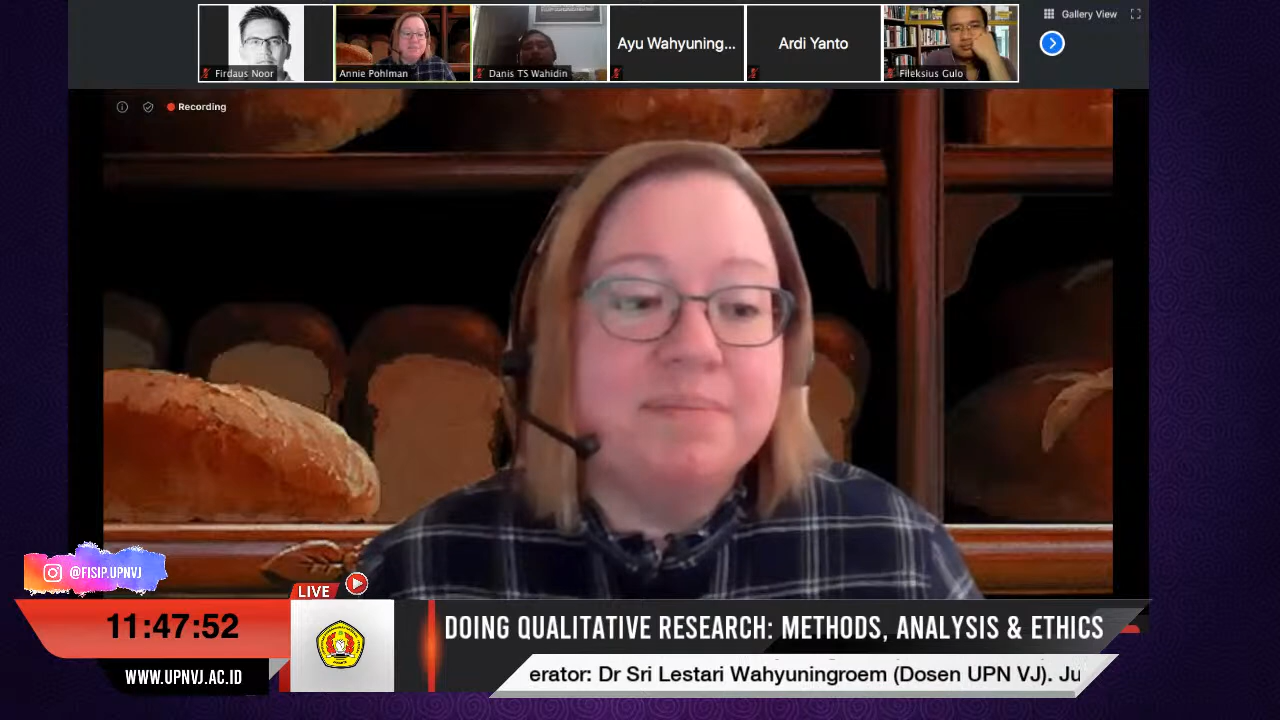 Firdaus Noor
Annie Pohlman
Danis TS Wahidin
Ayu Wahyuning...
Ardi Yanto
Fileksius Gulo
Gallery View
Recording
@FISIP.UPNVJ
LIVE
11:47:52
DOING QUALITATIVE RESEARCH: METHODS, ANALYSIS & ETHICS
WWW.UPNVJ.AC.ID
erator: Dr Sri Lestari Wahyuningroem (Dosen UPN VJ). Ju